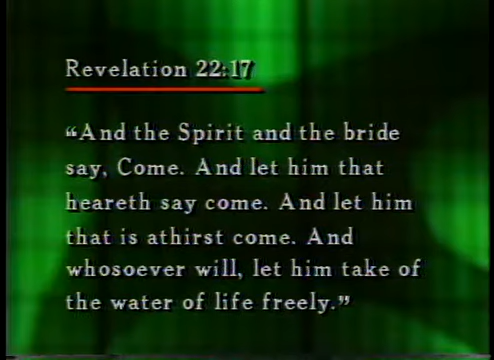 Revelation 22:17
“And the Spirit and the bride
say, Come. And let him that
heareth say come. And let him
that is athirst come. And
whosoever will, let him take of
the water of life freely.”